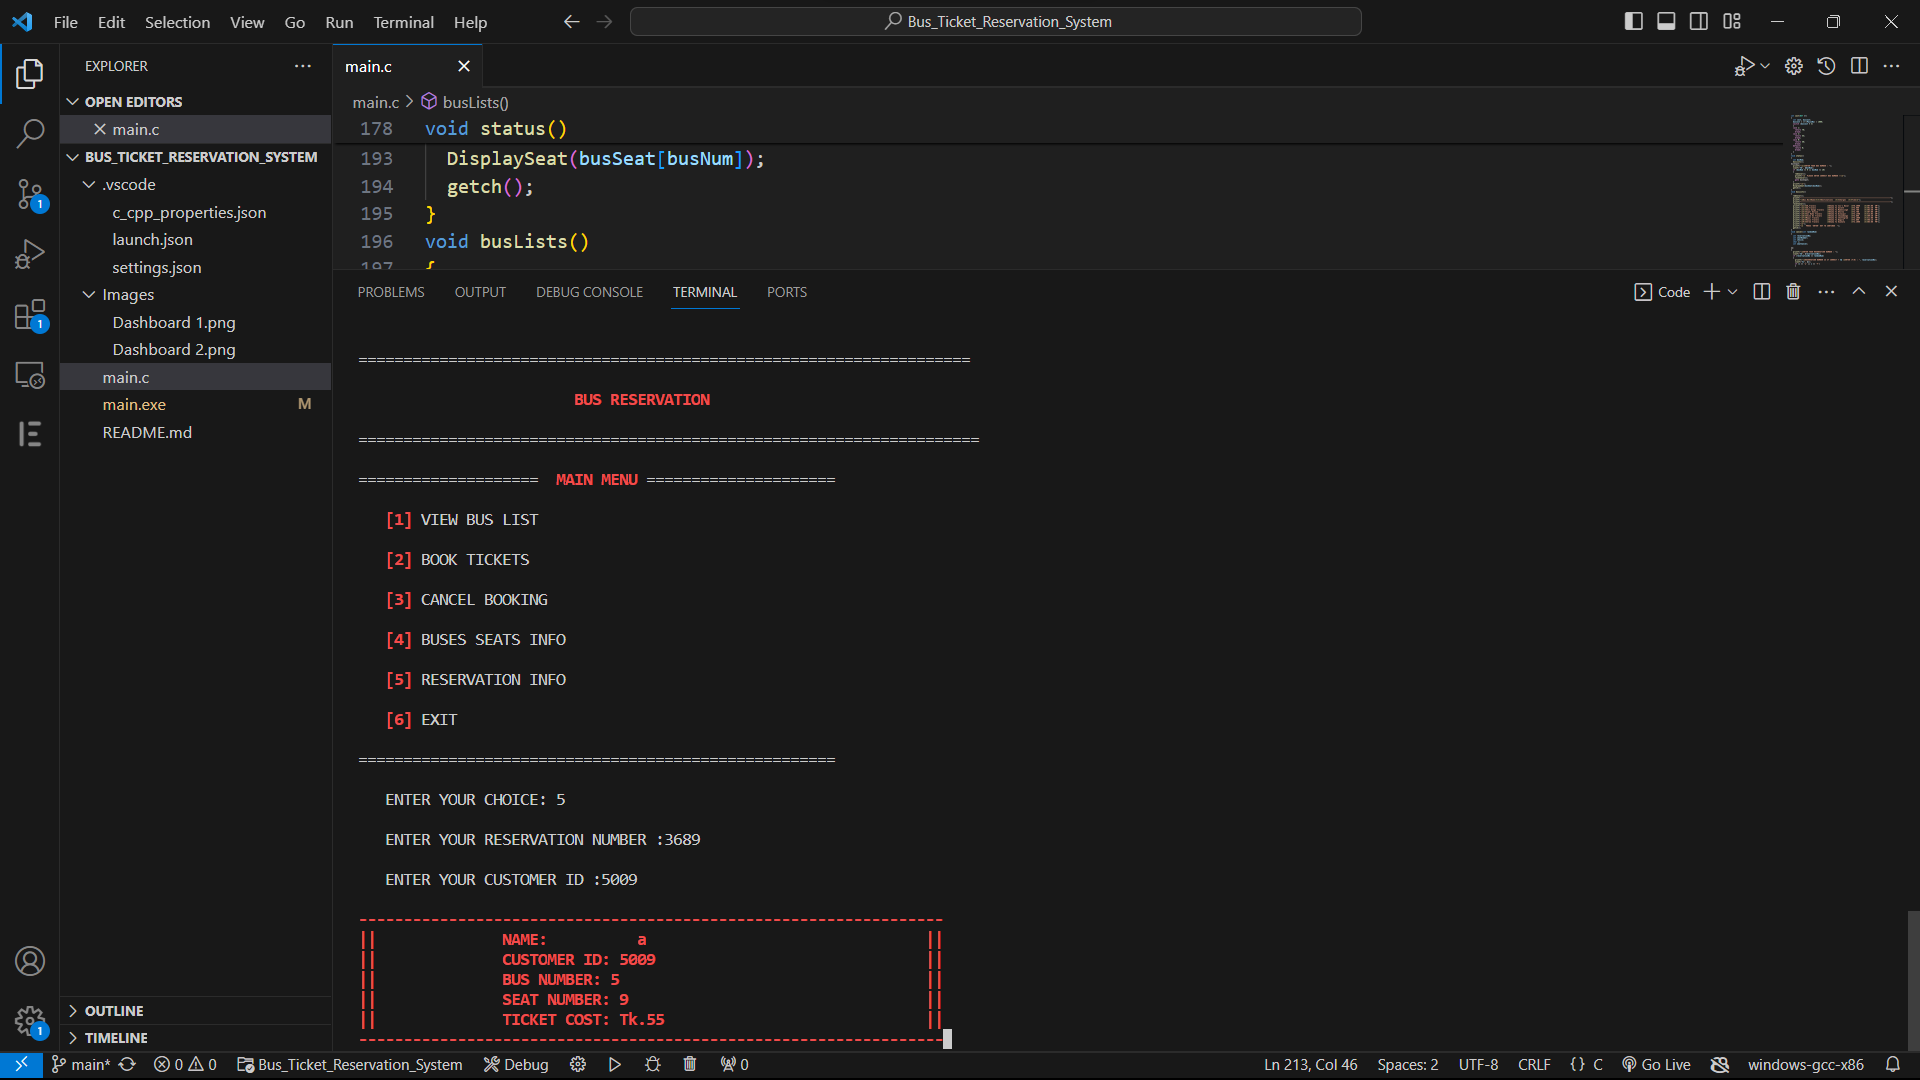 File Edit Selection View Go Run Terminal Help
Bus_Ticket_Reservation_System
EXPLORER
OPEN EDITORS
main.c
BUS_TICKET_RESERVATION_SYSTEM
.vscode
c_cpp_properties.json
launch.json
settings.json
Images
Dashboard 1.png
Dashboard 2.png
main.c
main.exe M
README.md
OUTLINE
TIMELINE
1
1
1
main.c
main.c > busLists()
178 void status()
193 DisplaySeat(busSeat[busNum]);
194 getch();
195 }
196 void busLists()
197 {
PROBLEMS OUTPUT DEBUG CONSOLE TERMINAL PORTS
Code
====================================================================
BUS RESERVATION
=====================================================================
==================== MAIN MENU =====================
[1] VIEW BUS LIST
[2] BOOK TICKETS
[3] CANCEL BOOKING
[4] BUSES SEATS INFO
[5] RESERVATION INFO
[6] EXIT
=====================================================
ENTER YOUR CHOICE: 5
ENTER YOUR RESERVATION NUMBER :3689
ENTER YOUR CUSTOMER ID :5009
-----------------------------------------------------------------
|| NAME: a ||
|| CUSTOMER ID: 5009 ||
|| BUS NUMBER: 5 ||
|| SEAT NUMBER: 9 ||
|| TICKET COST: Tk.55 ||
-----------------------------------------------------------------
main* 0 0 Bus_Ticket_Reservation_System Debug 0 Ln 213, Col 46 Spaces: 2 UTF-8 CRLF {} C Go Live windows-gcc-x86